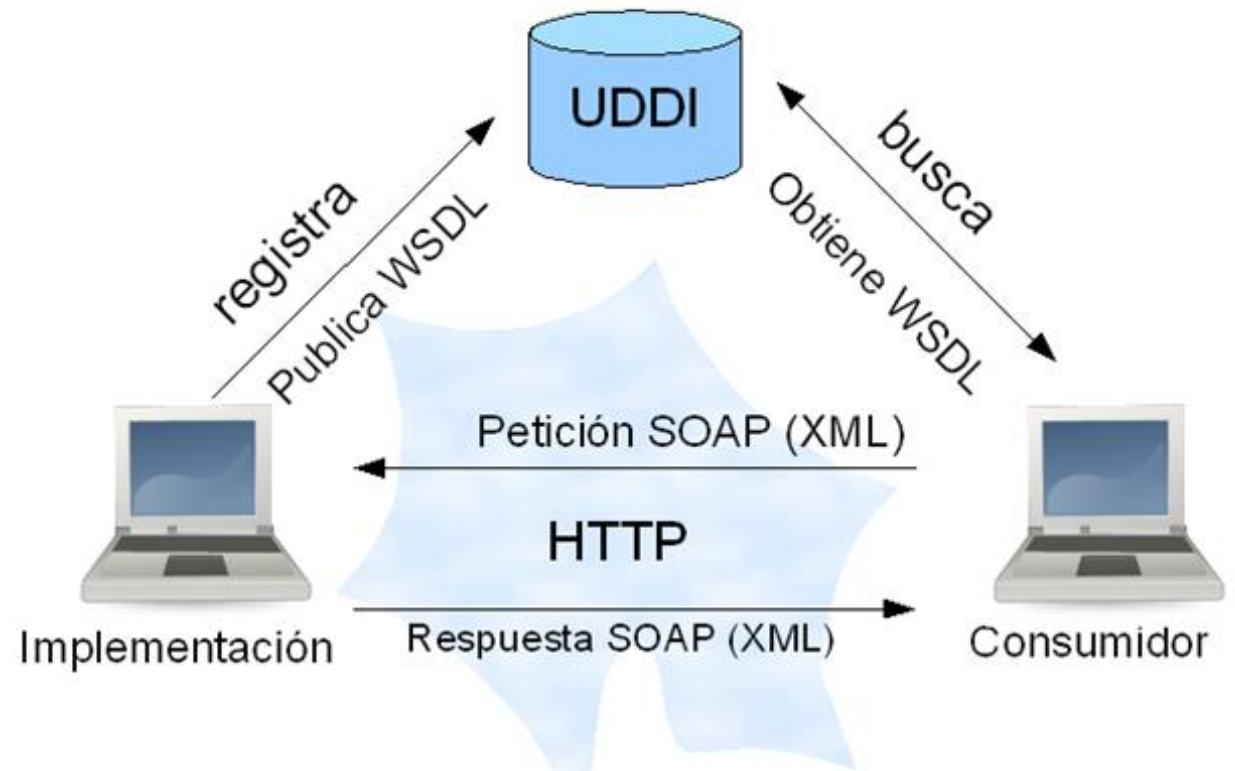 UDDI
registra
Publica WSDL
busca
Obtiene WSDL
Petición SOAP (XML)
HTTP
Respuesta SOAP (XML)
Implementación
Consumidor